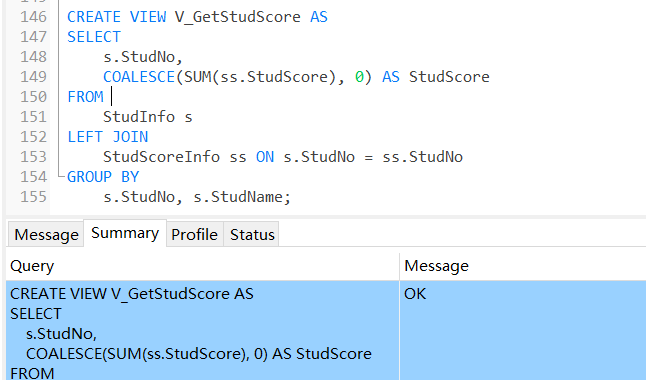 146 CREATE VIEW V_GetStudScore AS
147 SELECT
148 s.StudNo,
149 COALESCE(SUM(ss.StudScore), 0) AS StudScore
150 FROM
151 StudInfo s
152 LEFT JOIN
153 StudScoreInfo ss ON s.StudNo = ss.StudNo
154 GROUP BY
155 s.StudNo, s.StudName;
Message Summary Profile Status
Query Message
CREATE VIEW V_GetStudScore AS OK
SELECT
s.StudNo,
COALESCE(SUM(ss.StudScore), 0) AS StudScore
FROM